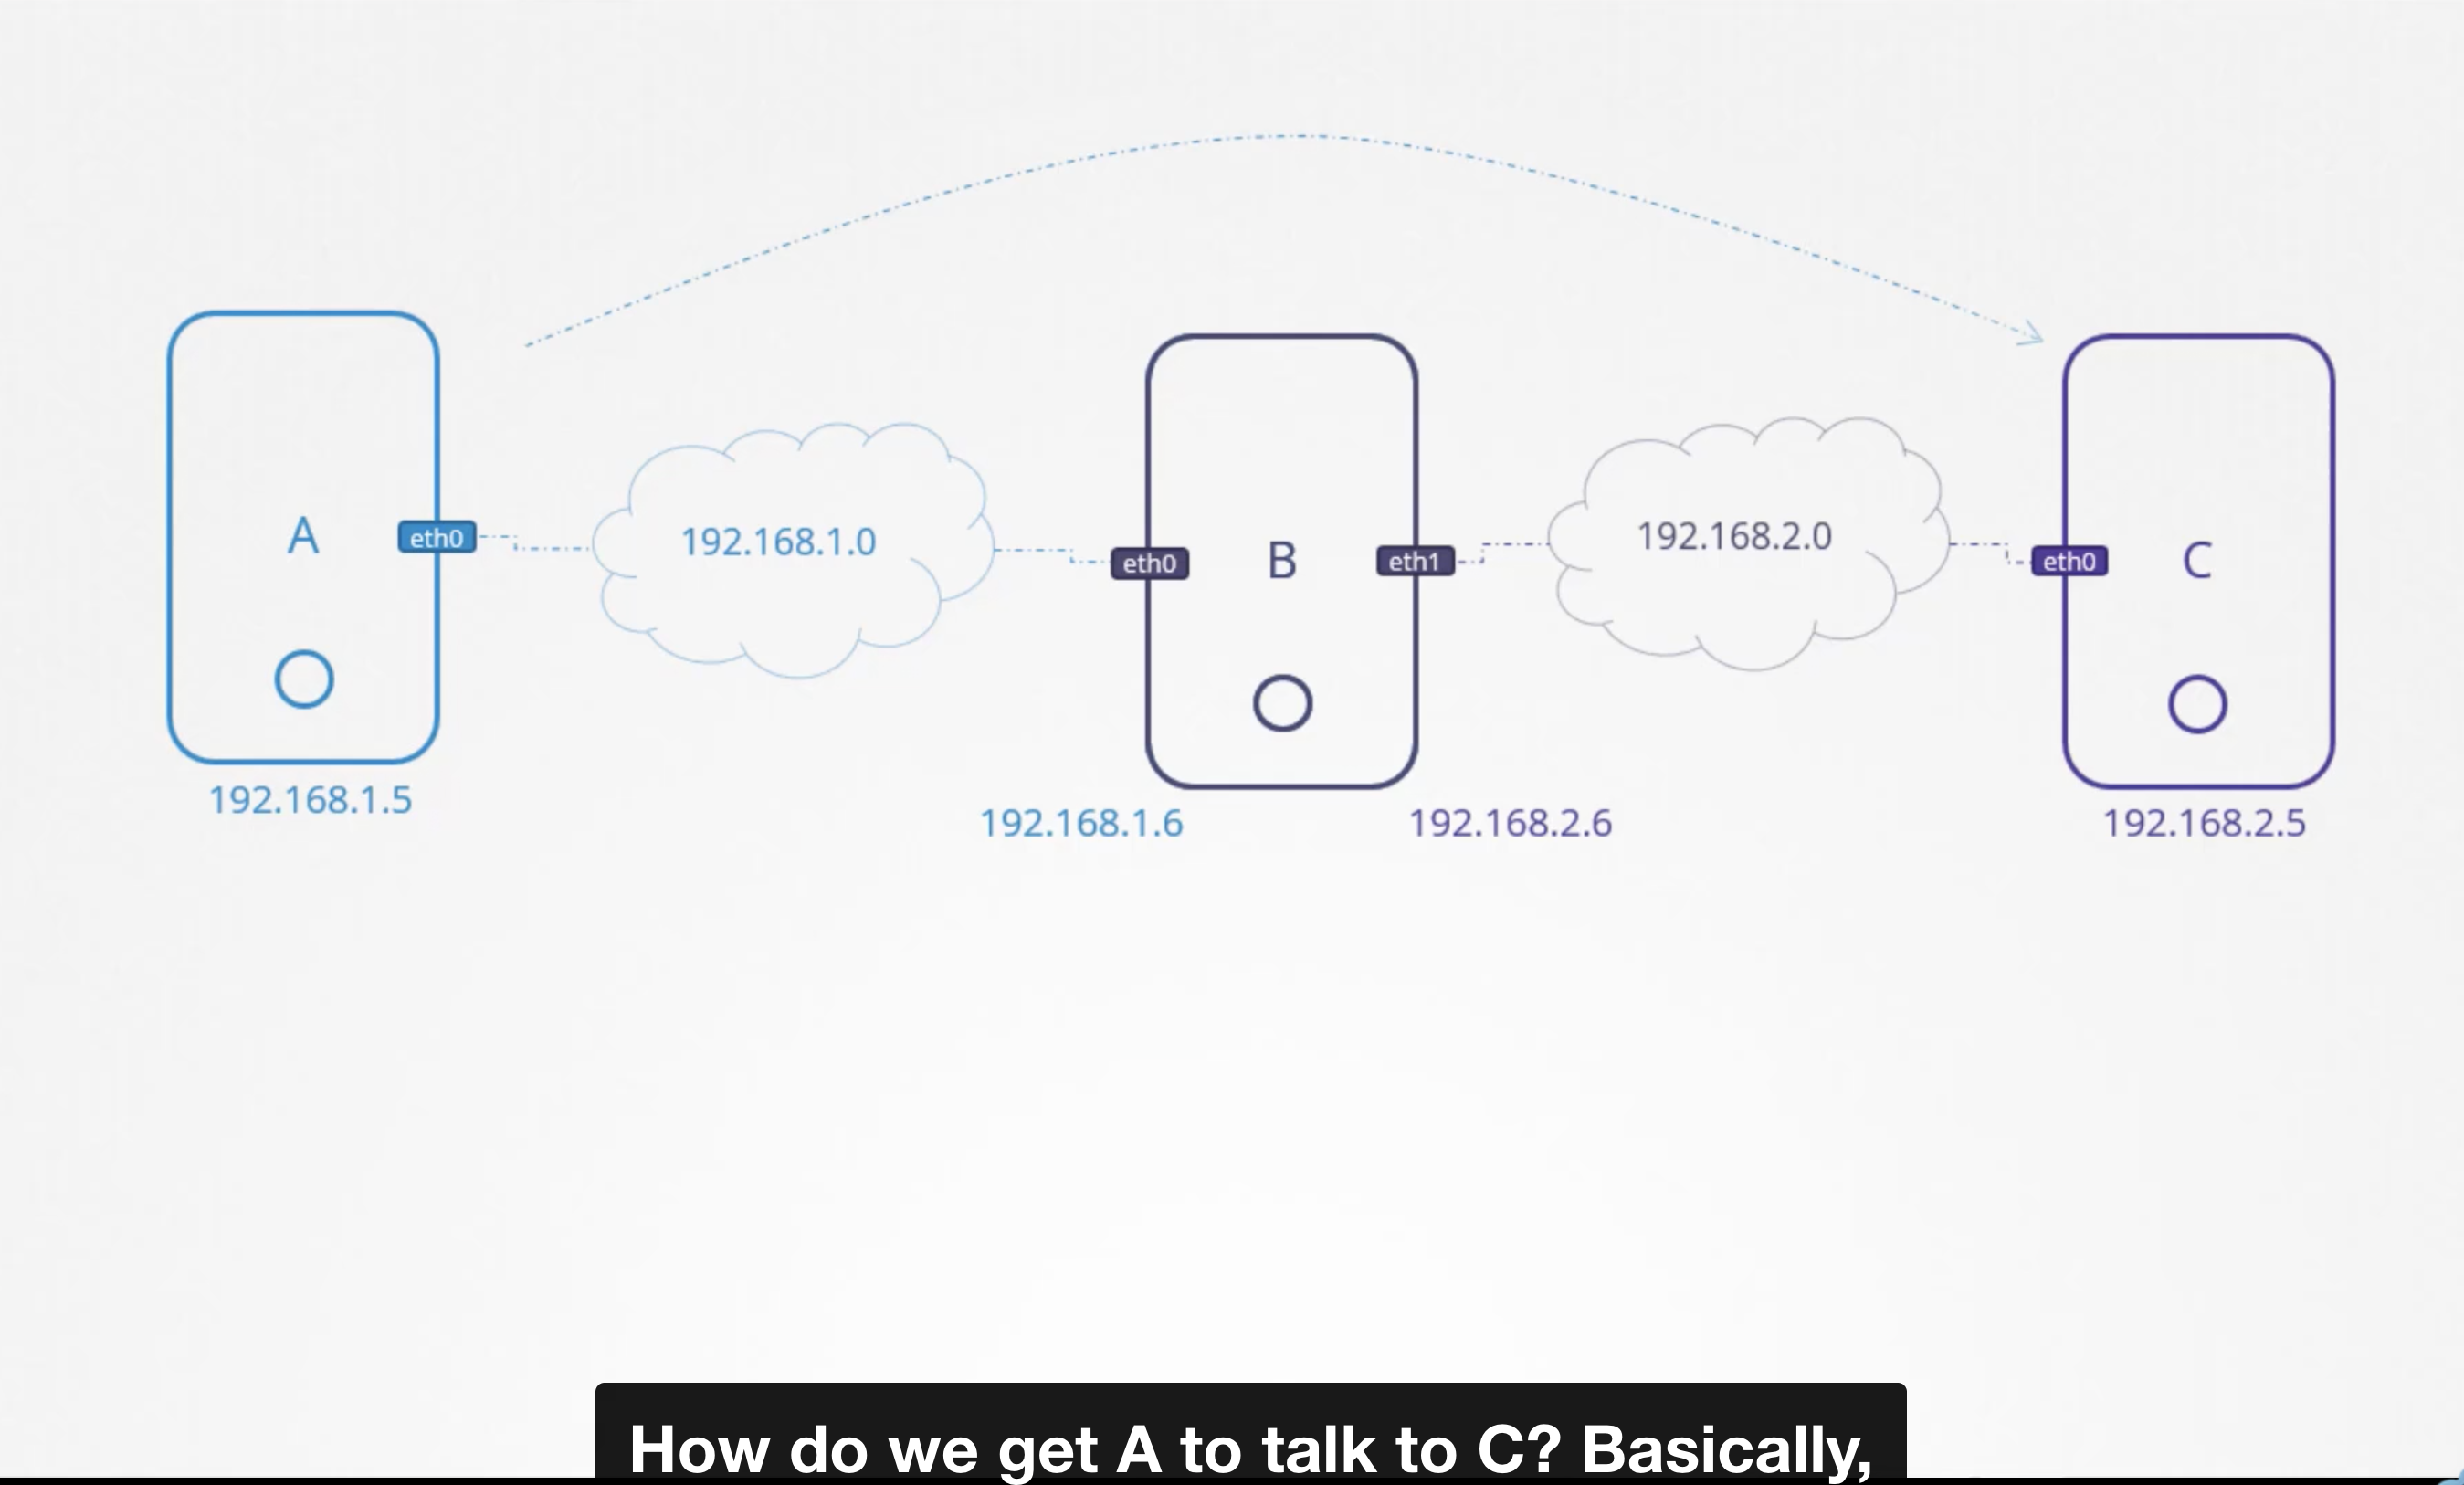 A
eth0
192.168.1.0
eth0
B
eth1
192.168.2.0
eth0
C
192.168.1.5
192.168.1.6
192.168.2.6
192.168.2.5
How do we get A to talk to C? Basically,